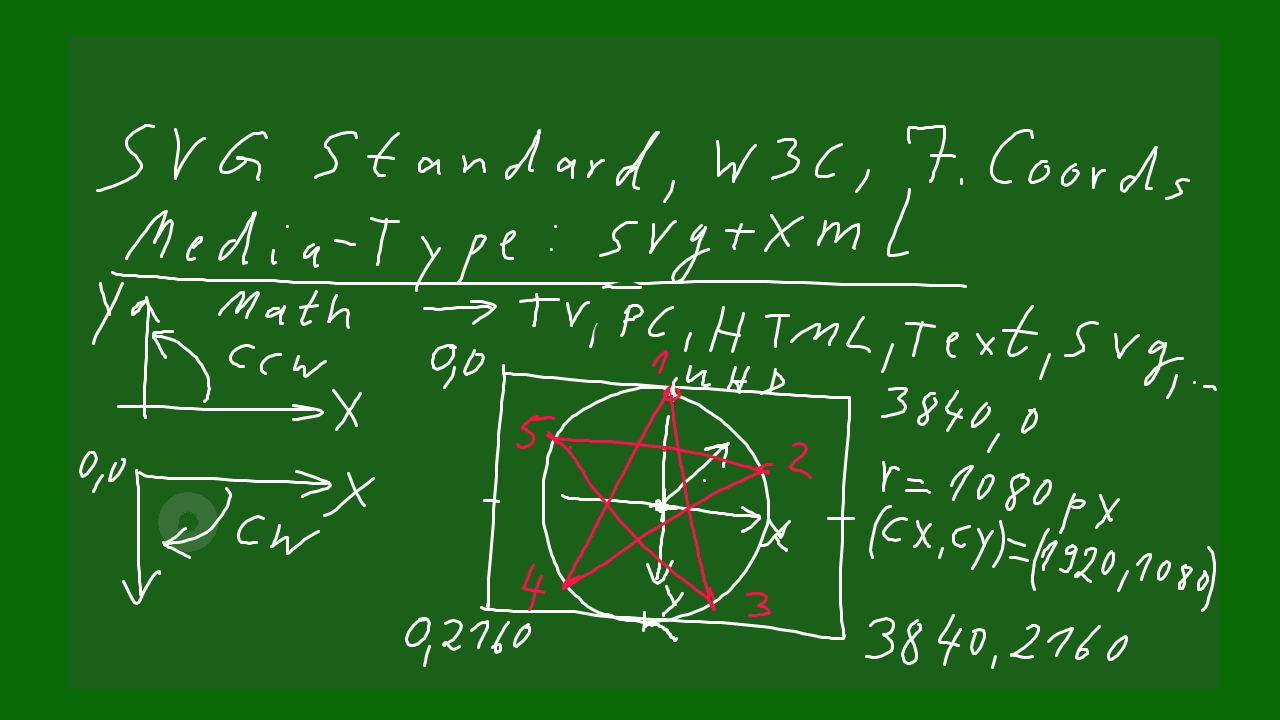 SVG Standard, W3C, 7. Coords
Media-Type: svg+xml
Y Math → TV, PC, HTML, Text, Svg, ...
CCW
X
0,0 UHD 3840,0
1
5 2
0,0 X
CW
r = 1080 px
X
(cx, cy) = (1920, 1080)
4 Y 3
0,2160 3840,2160